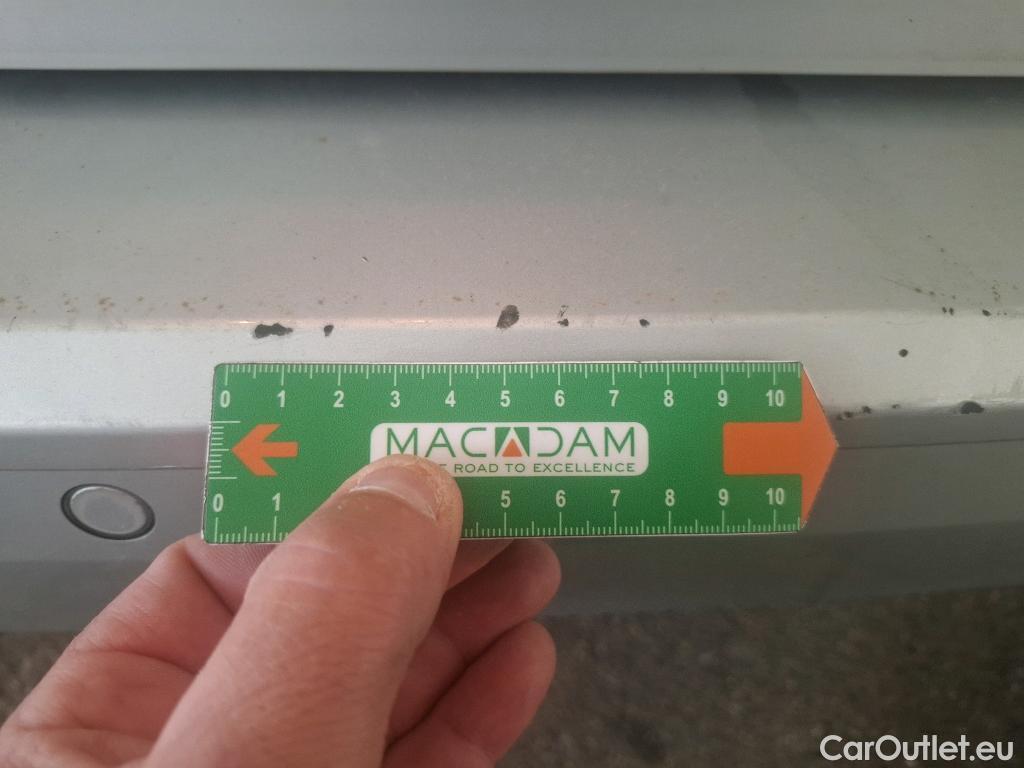 0 1 2 3 4 5 6 7 8 9 10
MACADAM
ROAD TO EXCELLENCE
0 1 5 6 7 8 9 10
CarOutlet.eu